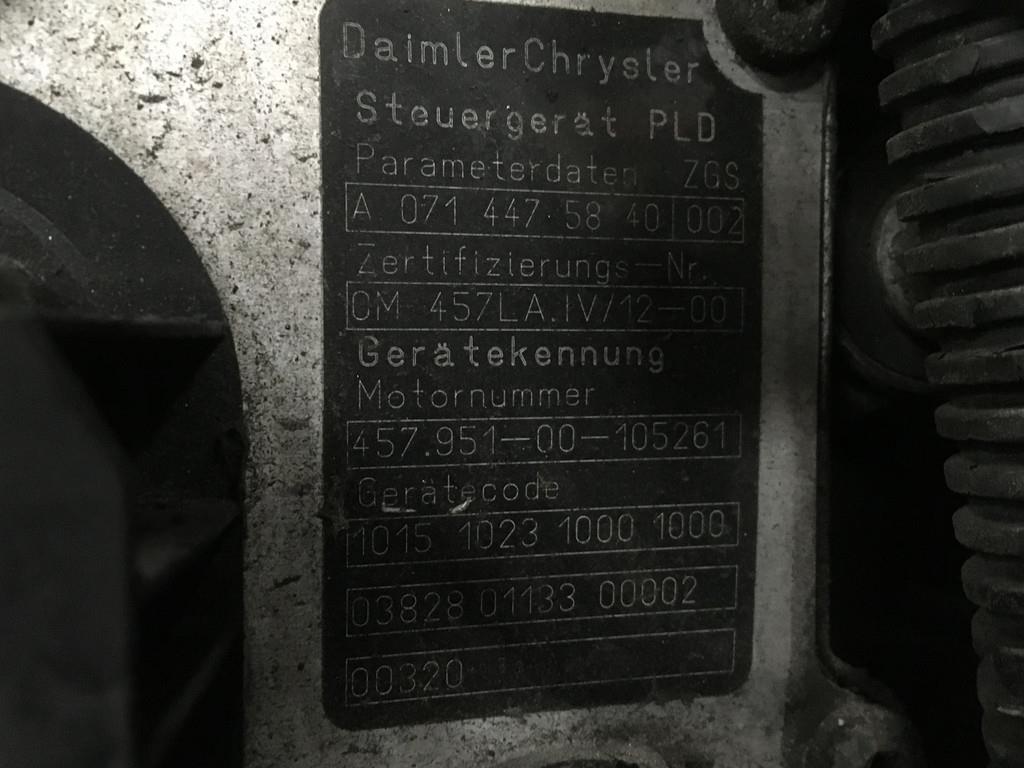 DaimlerChrysler
Steuergerät PLD
Parameterdaten ZGS
A 071 447 58 40 002
Zertifizierungs-Nr.
OM 457LA.IV/12-00
Gerätekennung
Motornummer
457.951-00-105261
Gerätecode
1015 1023 1000 1000
03828 01133 00002
00320